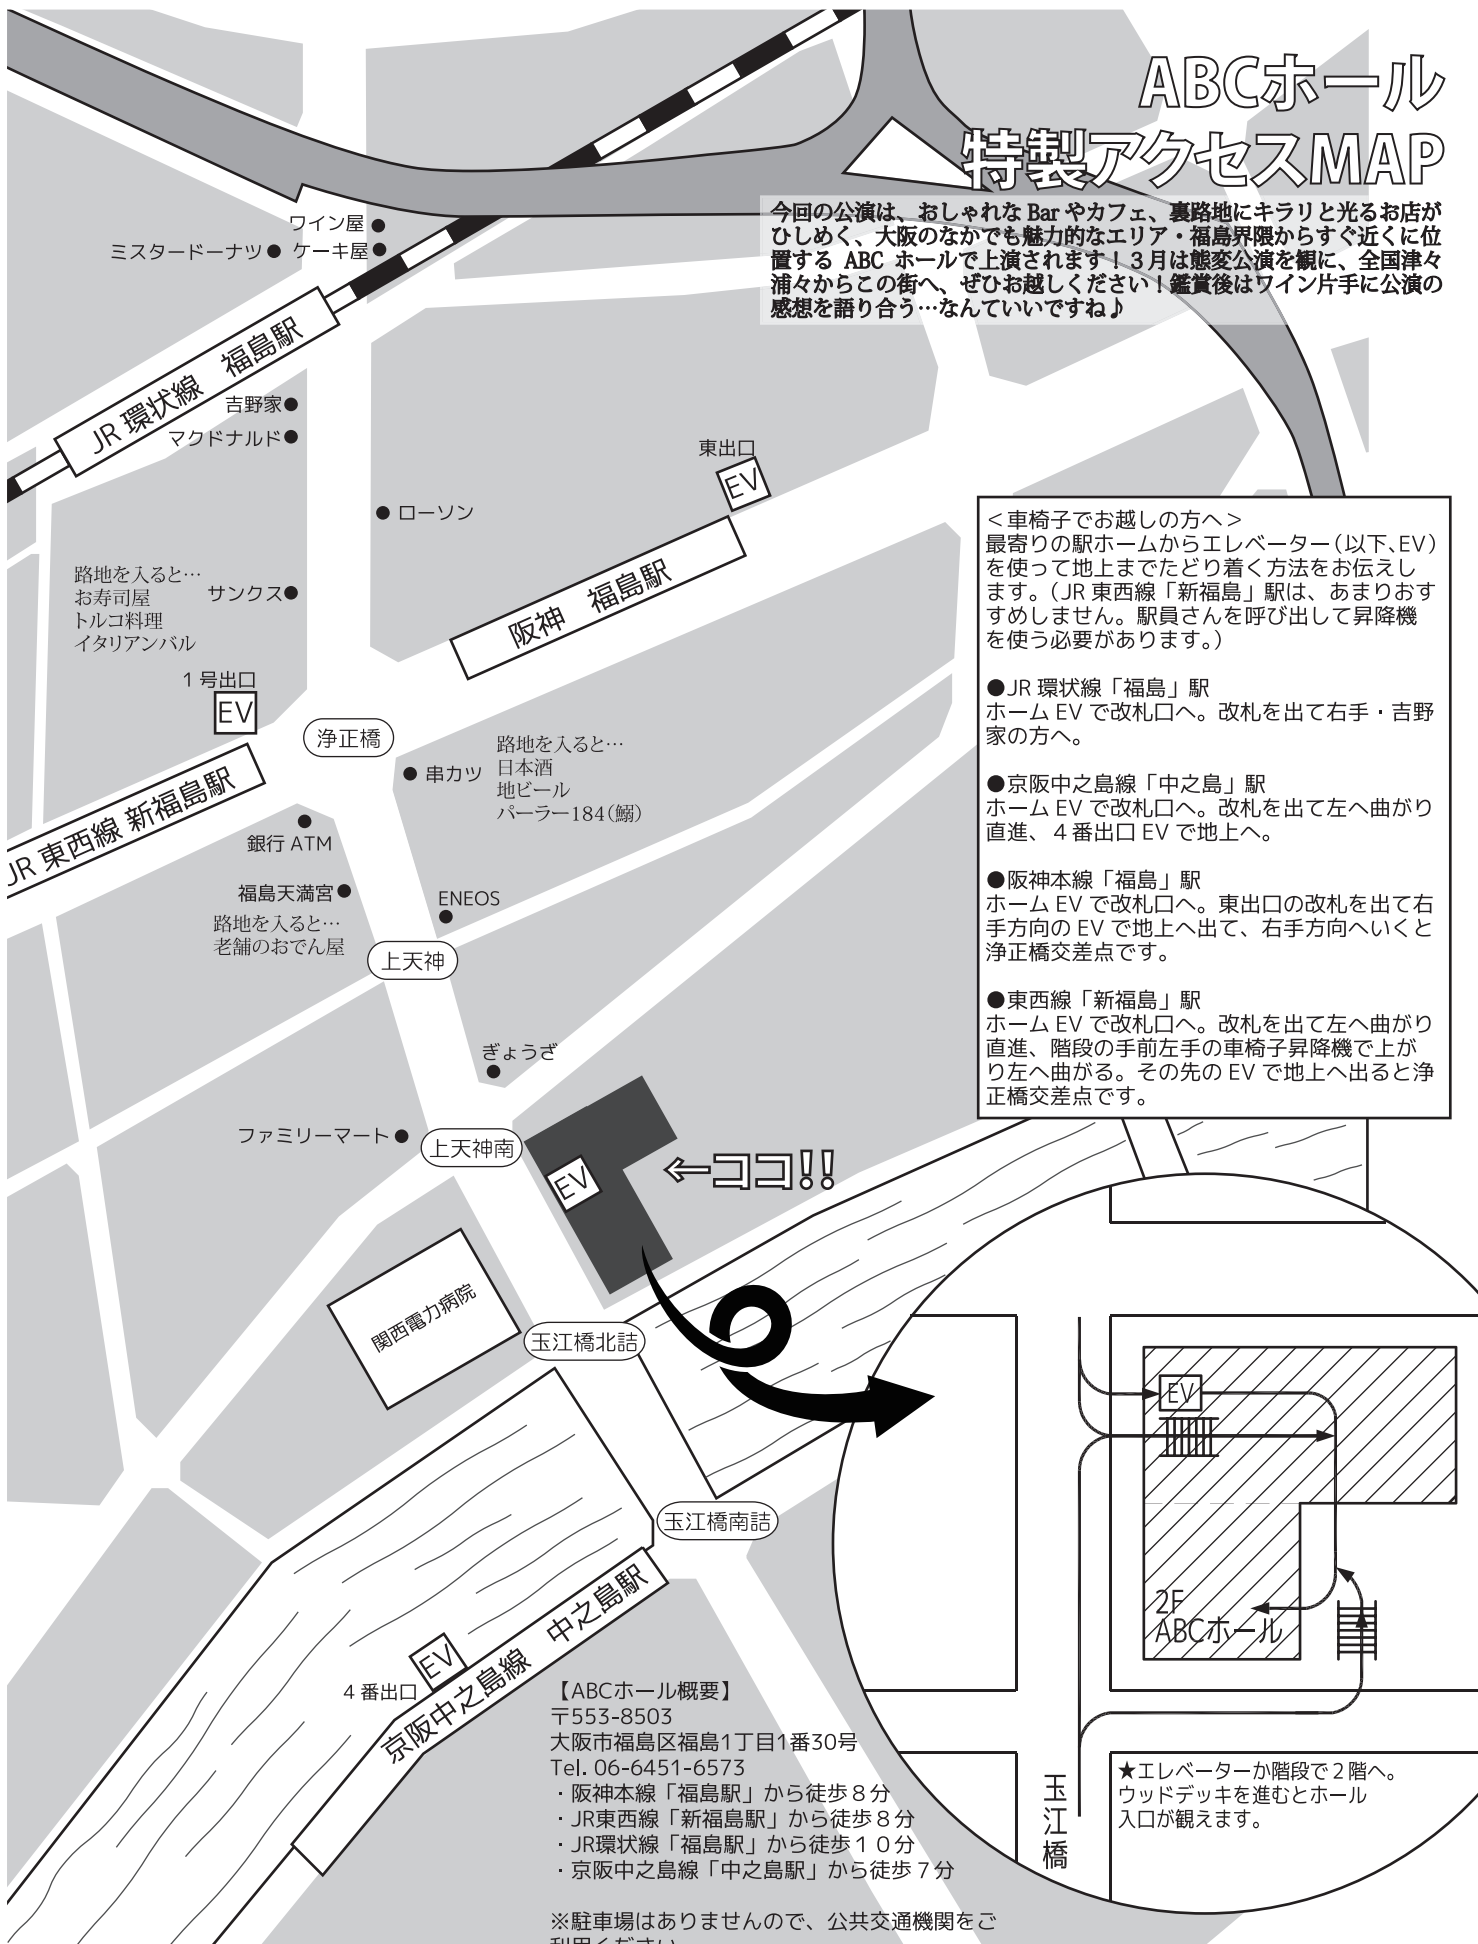 ABCホール
特製アクセスMAP
今回の公演は、おしゃれな Bar やカフェ、裏路地にキラリと光るお店が
ひしめく、大阪のなかでも魅力的なエリア・福島界隈からすぐ近くに位
置する ABC ホールで上演されます！３月は態変公演を観に、全国津々
浦々からこの街へ、ぜひお越しください！鑑賞後はワイン片手に公演の
感想を語り合う…なんていいですね♪
ワイン屋
ミスタードーナツ
ケーキ屋
JR 環状線　福島駅
吉野家
マクドナルド
東出口
EV
ローソン
阪神　福島駅
路地を入ると…
お寿司屋
トルコ料理
イタリアンバル
サンクス
１号出口
EV
浄正橋
JR 東西線 新福島駅
串カツ
路地を入ると…
日本酒
地ビール
パーラー184（鰯）
銀行 ATM
福島天満宮
路地を入ると…
老舗のおでん屋
ENEOS
上天神
ぎょうざ
ファミリーマート
上天神南
EV
←ココ!!
関西電力病院
玉江橋北詰
玉江橋南詰
京阪中之島線　中之島駅
EV
４番出口
＜車椅子でお越しの方へ＞
最寄りの駅ホームからエレベーター（以下、EV）
を使って地上までたどり着く方法をお伝えし
ます。（JR 東西線「新福島」駅は、あまりおす
すめしません。駅員さんを呼び出して昇降機
を使う必要があります。）
●JR 環状線「福島」駅
ホーム EV で改札口へ。改札を出て右手・吉野
家の方へ。
●京阪中之島線「中之島」駅
ホーム EV で改札口へ。改札を出て左へ曲がり
直進、４番出口 EV で地上へ。
●阪神本線「福島」駅
ホーム EV で改札口へ。東出口の改札を出て右
手方向の EV で地上へ出て、右手方向へいくと
浄正橋交差点です。
●東西線「新福島」駅
ホーム EV で改札口へ。改札を出て左へ曲がり
直進、階段の手前左手の車椅子昇降機で上が
り左へ曲がる。その先の EV で地上へ出ると浄
正橋交差点です。
EV
2F
ABCホール
玉江橋
★エレベーターか階段で２階へ。
ウッドデッキを進むとホール
入口が観えます。
【ABCホール概要】
〒553-8503
大阪市福島区福島1丁目1番30号
Tel. 06-6451-6573
・阪神本線「福島駅」から徒歩８分
・JR東西線「新福島駅」から徒歩８分
・JR環状線「福島駅」から徒歩１０分
・京阪中之島線「中之島駅」から徒歩７分
※駐車場はありませんので、公共交通機関をご